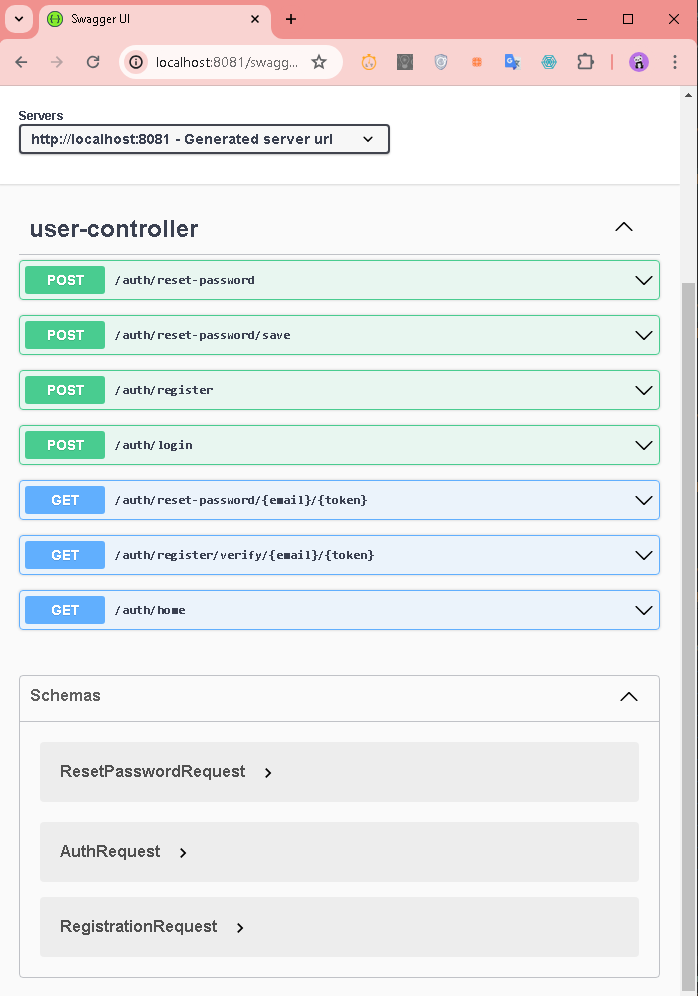 Swagger UI
localhost:8081/swagg...
Servers
http://localhost:8081 - Generated server url
user-controller
POST /auth/reset-password
POST /auth/reset-password/save
POST /auth/register
POST /auth/login
GET /auth/reset-password/{email}/{token}
GET /auth/register/verify/{email}/{token}
GET /auth/home
Schemas
ResetPasswordRequest
AuthRequest
RegistrationRequest